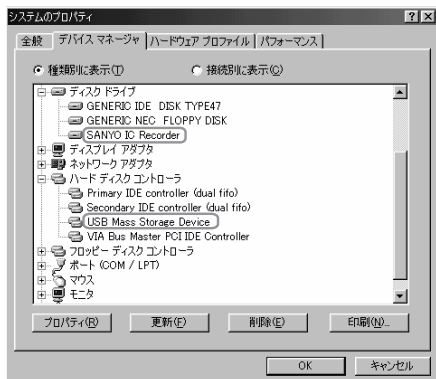 システムのプロパティ
全般 デバイス マネージャ ハードウェア プロファイル パフォーマンス
種類別に表示(T) 接続別に表示(C)
ディスク ドライブ
GENERIC IDE DISK TYPE47
GENERIC NEC FLOPPY DISK
SANYO IC Recorder
ディスプレイ アダプタ
ネットワーク アダプタ
ハード ディスク コントローラ
Primary IDE controller (dual fifo)
Secondary IDE controller (dual fifo)
USB Mass Storage Device
VIA Bus Master PCI IDE Controller
フロッピー ディスク コントローラ
ポート (COM / LPT)
マウス
モニタ
プロパティ(R) 更新(F) 削除(E) 印刷(N)...
OK キャンセル